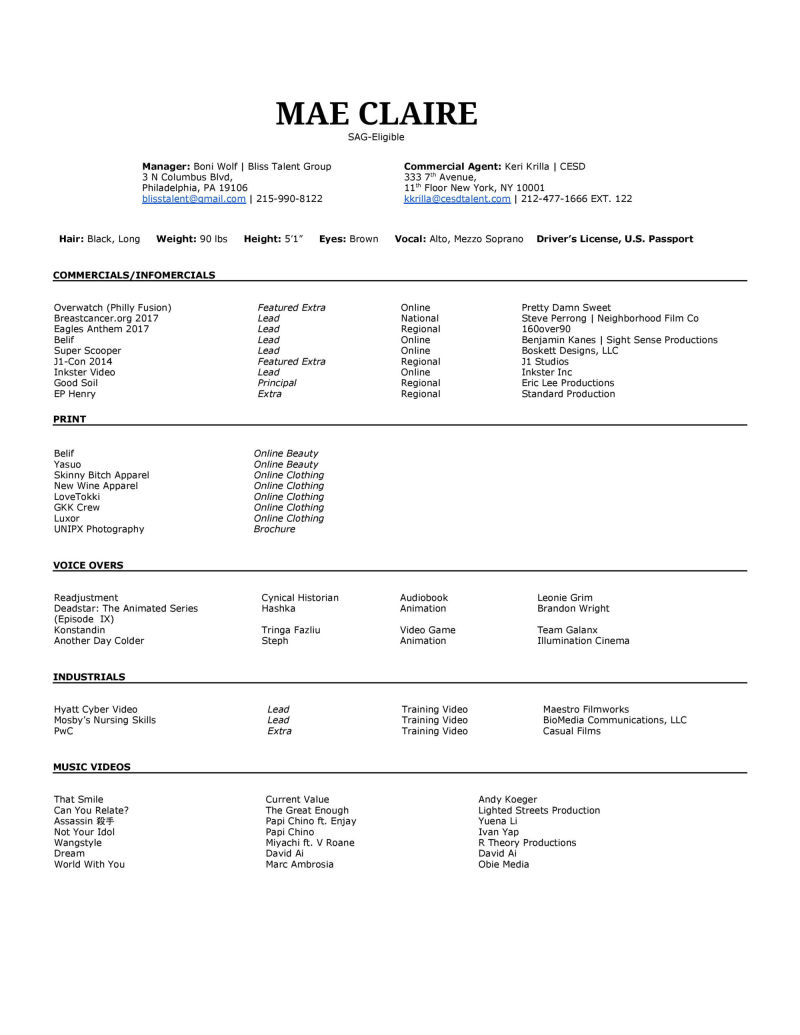 MAE CLAIRE
SAG-Eligible
Manager: Boni Wolf | Bliss Talent Group
3 N Columbus Blvd,
Philadelphia, PA 19106
blisstalent@gmail.com | 215-990-8122
Commercial Agent: Keri Krilla | CESD
333 7th Avenue,
11th Floor New York, NY 10001
kkrilla@cesdtalent.com | 212-477-1666 EXT. 122
Hair: Black, Long Weight: 90 lbs Height: 5’1” Eyes: Brown Vocal: Alto, Mezzo Soprano Driver’s License, U.S. Passport
COMMERCIALS/INFOMERCIALS
Overwatch (Philly Fusion) Featured Extra Online Pretty Damn Sweet
Breastcancer.org 2017 Lead National Steve Perrong | Neighborhood Film Co
Eagles Anthem 2017 Lead Regional 160over90
Belif Lead Online Benjamin Kanes | Sight Sense Productions
Super Scooper Lead Online Boskett Designs, LLC
J1-Con 2014 Featured Extra Regional J1 Studios
Inkster Video Lead Online Inkster Inc
Good Soil Principal Regional Eric Lee Productions
EP Henry Extra Regional Standard Production
PRINT
Belif Online Beauty
Yasuo Online Beauty
Skinny Bitch Apparel Online Clothing
New Wine Apparel Online Clothing
LoveTokki Online Clothing
GKK Crew Online Clothing
Luxor Online Clothing
UNIPX Photography Brochure
VOICE OVERS
Readjustment Cynical Historian Audiobook Leonie Grim
Deadstar: The Animated Series Hashka Animation Brandon Wright
(Episode IX)
Konstandin Tringa Fazliu Video Game Team Galanx
Another Day Colder Steph Animation Illumination Cinema
INDUSTRIALS
Hyatt Cyber Video Lead Training Video Maestro Filmworks
Mosby’s Nursing Skills Lead Training Video BioMedia Communications, LLC
PwC Extra Training Video Casual Films
MUSIC VIDEOS
That Smile Current Value Andy Koeger
Can You Relate? The Great Enough Lighted Streets Production
Assassin 殺手 Papi Chino ft. Enjay Yuena Li
Not Your Idol Papi Chino Ivan Yap
Wangstyle Miyachi ft. V Roane R Theory Productions
Dream David Ai David Ai
World With You Marc Ambrosia Obie Media